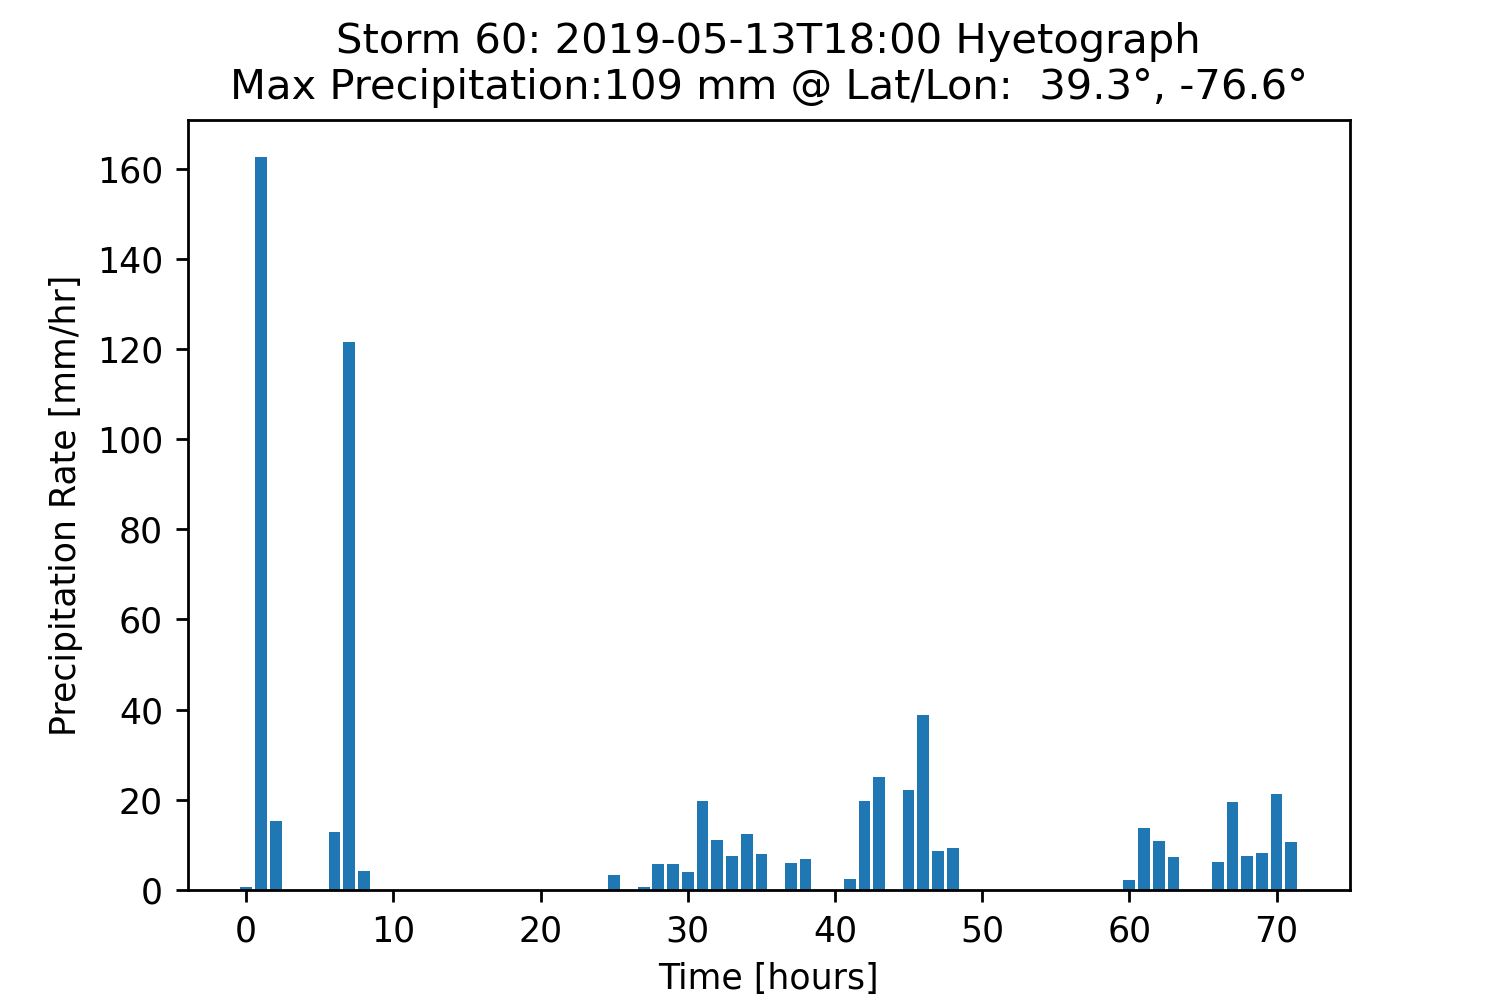 Storm 60: 2019-05-13T18:00 Hyetograph
Max Precipitation:109 mm @ Lat/Lon:  39.3°, -76.6°
Precipitation Rate [mm/hr]
160
140
120
100
80
60
40
20
0
0 10 20 30 40 50 60 70
Time [hours]